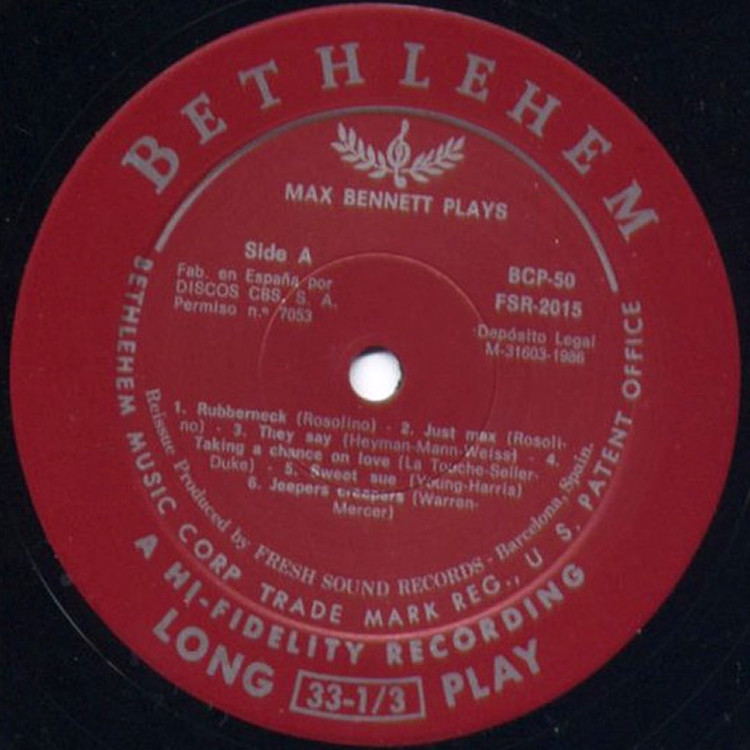 BETHLEHEM
MAX BENNETT PLAYS
Side A
Fab. en España por
DISCOS CBS, S. A.
Permiso n.º 7053
BCP-50
FSR-2015
Depósito Legal
M-31603-1986
1. Rubberneck (Rosolino) · 2. Just max (Rosoli-
no) · 3. They say (Heyman-Mann-Weiss) · 4.
Taking a chance on love (La Touche-Seller-
Duke) · 5. Sweet sue (Young-Harris)
6. Jeepers creepers (Warren-
Mercer)
Reissue Produced by FRESH SOUND RECORDS - Barcelona, Spain.
BETHLEHEM MUSIC CORP TRADE MARK REG., U. S. PATENT OFFICE
A HI-FIDELITY RECORDING
LONG 33-1/3 PLAY